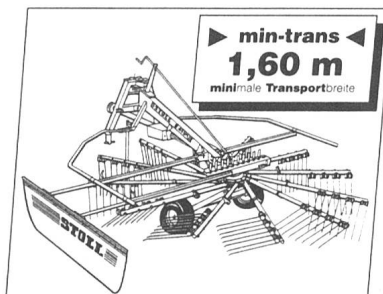 ▶ min-trans ◀
1,60 m
minimale Transportbreite
STOLL